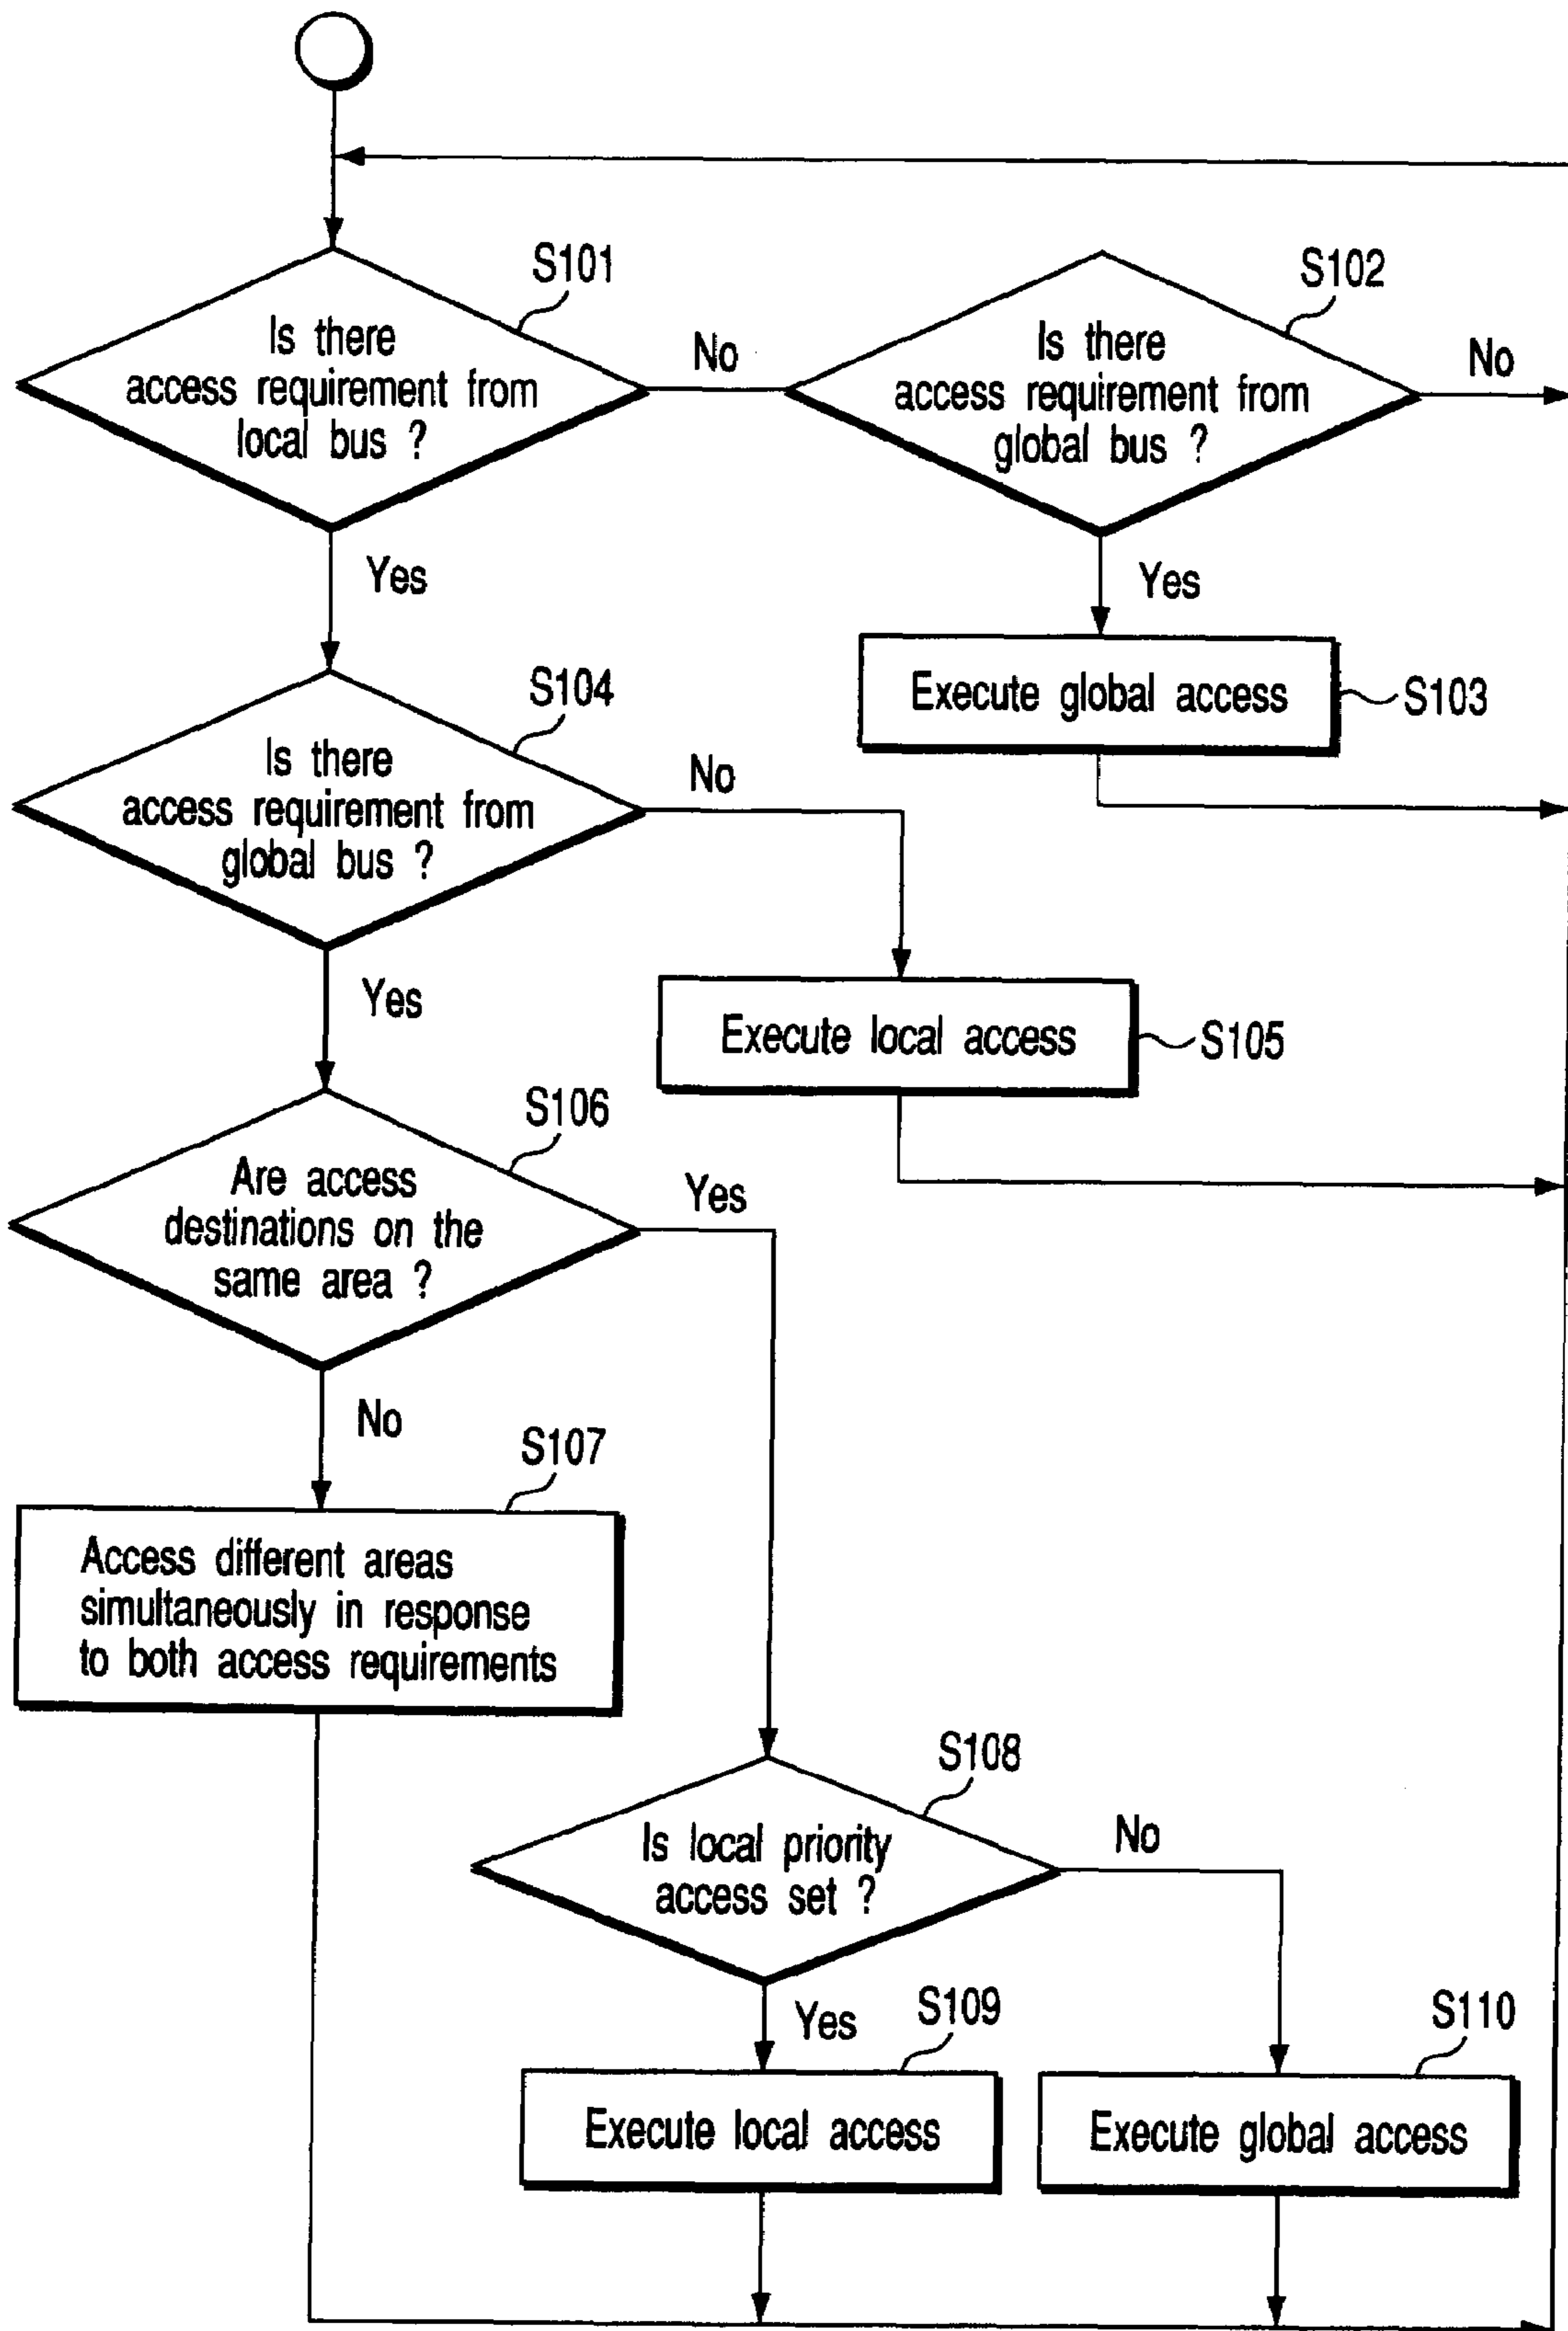 S101
Is there
access requirement from
local bus ?
No
Yes
S102
Is there
access requirement from
global bus ?
No
Yes
Execute global access
S103
S104
Is there
access requirement from
global bus ?
No
Yes
Execute local access
S105
S106
Are access
destinations on the
same area ?
Yes
No
S107
Access different areas
simultaneously in response
to both access requirements
S108
Is local priority
access set ?
No
Yes
S109
Execute local access
S110
Execute global access